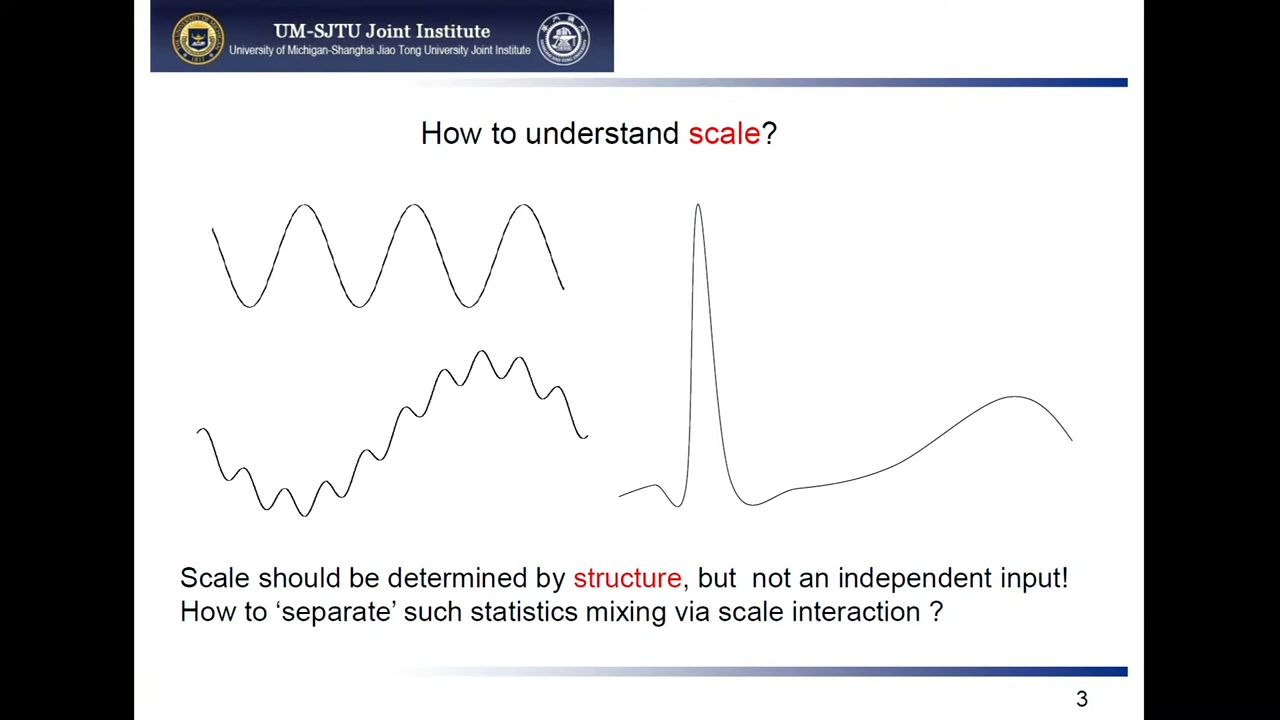 UM-SJTU Joint Institute
University of Michigan-Shanghai Jiao Tong University Joint Institute
How to understand scale?
Scale should be determined by structure, but  not an independent input!
How to ‘separate’ such statistics mixing via scale interaction ?
3